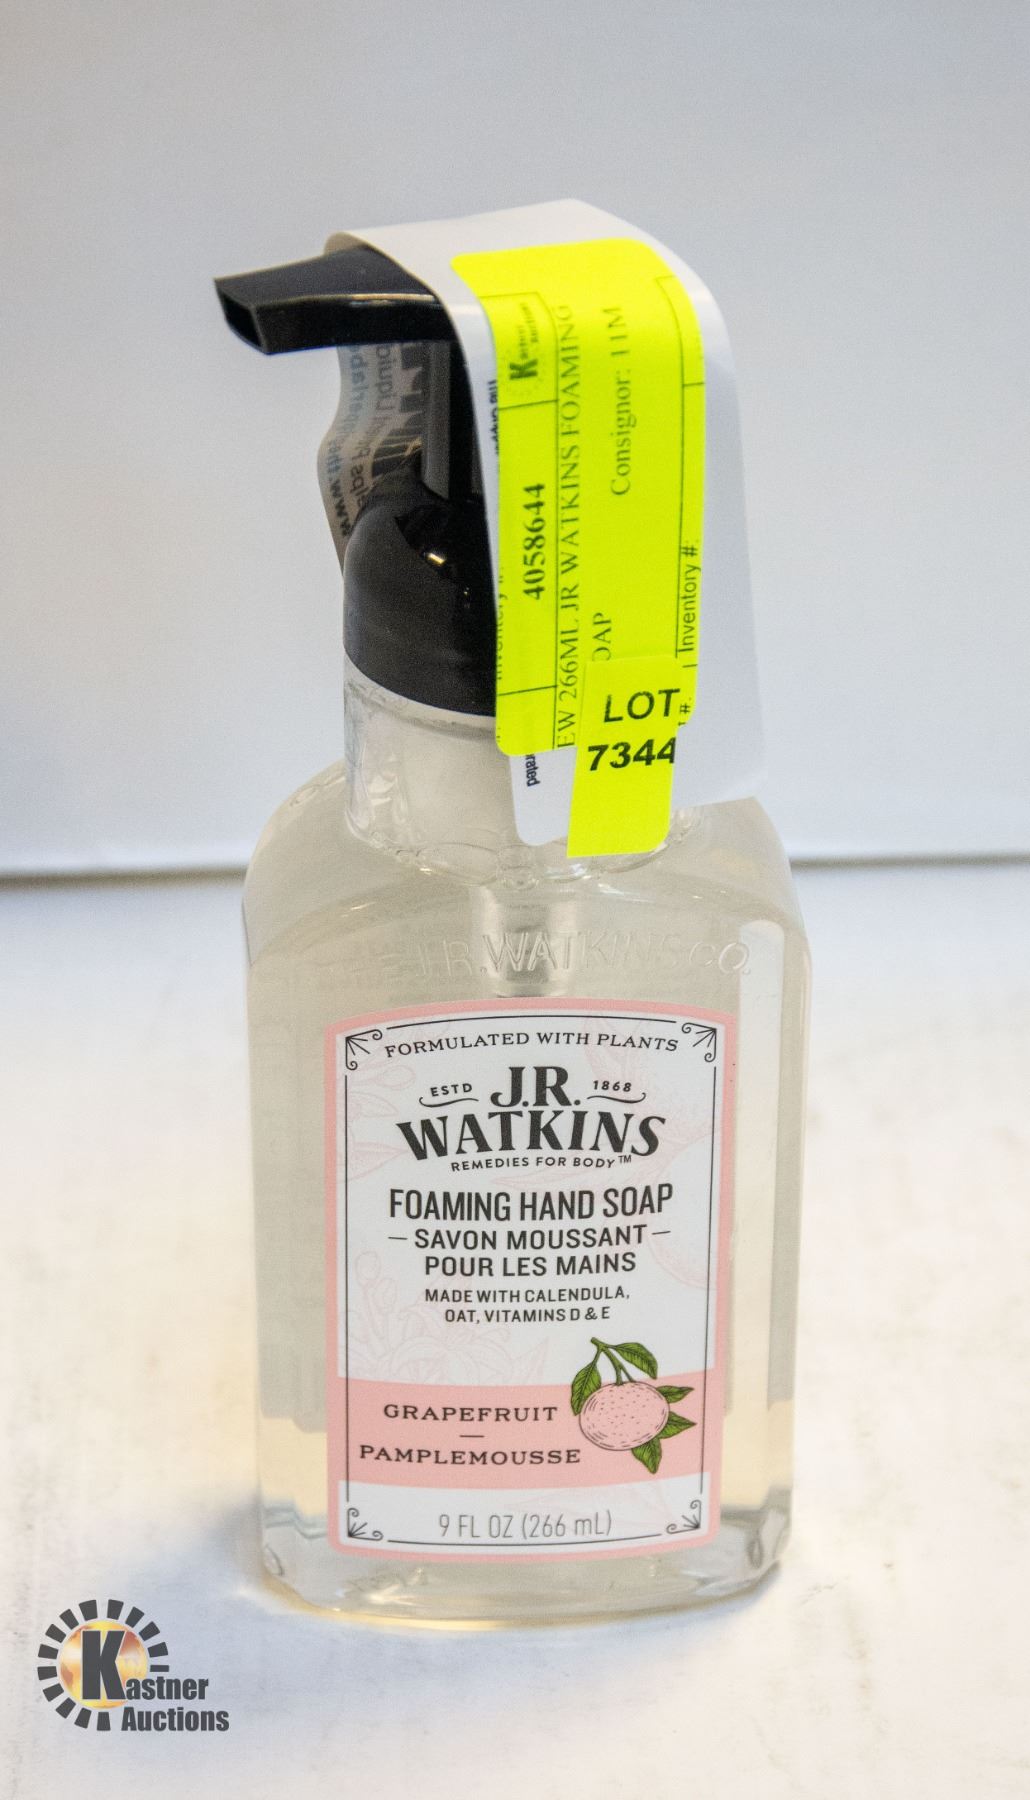 Kastner
Auctions
4058644
EW 266ML JR WATKINS FOAMING
OAP
Consignor: 11M
Inventory #:
LOT
7344
J.R.WATKINS CO.
FORMULATED WITH PLANTS
ESTD J.R. 1868
WATKINS
REMEDIES FOR BODY™
FOAMING HAND SOAP
— SAVON MOUSSANT —
POUR LES MAINS
MADE WITH CALENDULA,
OAT, VITAMINS D & E
GRAPEFRUIT
—
PAMPLEMOUSSE
9 FL OZ (266 mL)
Kastner
Auctions